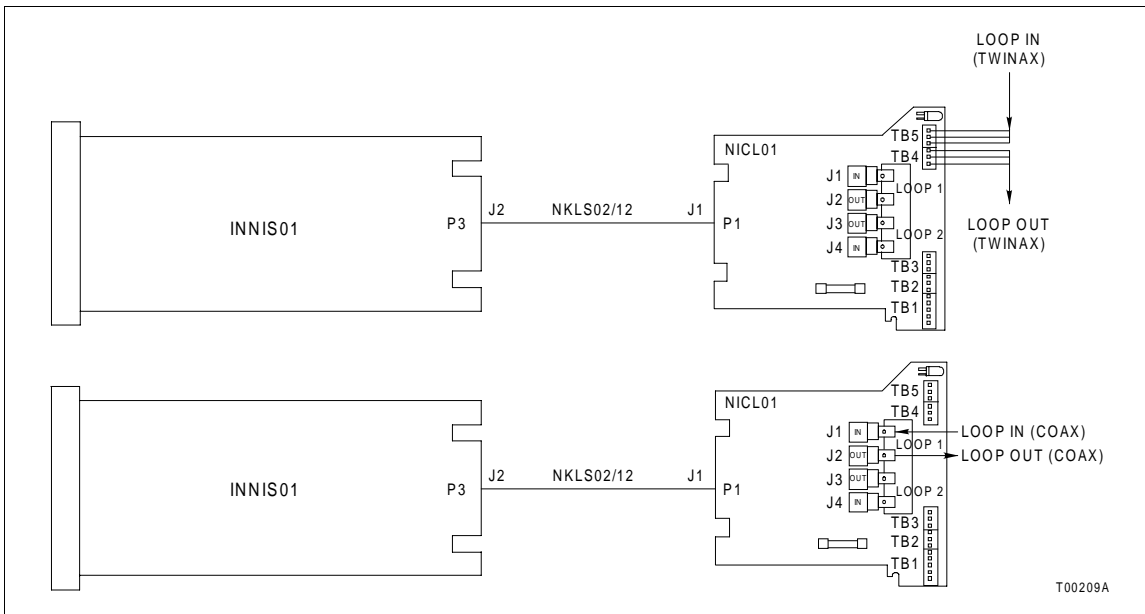 LOOP IN
(TWINAX)
TB5
NICL01
TB4
J1 IN
LOOP 1
J2 OUT
J2 NKLS02/12 J1
INNIS01
P3
P1
J3 OUT
LOOP 2
LOOP OUT
(TWINAX)
J4 IN
TB3
TB2
TB1
TB5
NICL01
TB4
J1 IN
LOOP IN (COAX)
LOOP 1
J2 OUT
LOOP OUT (COAX)
J2 NKLS02/12 J1
INNIS01
P3
P1
J3 OUT
LOOP 2
J4 IN
TB3
TB2
TB1
T00209A